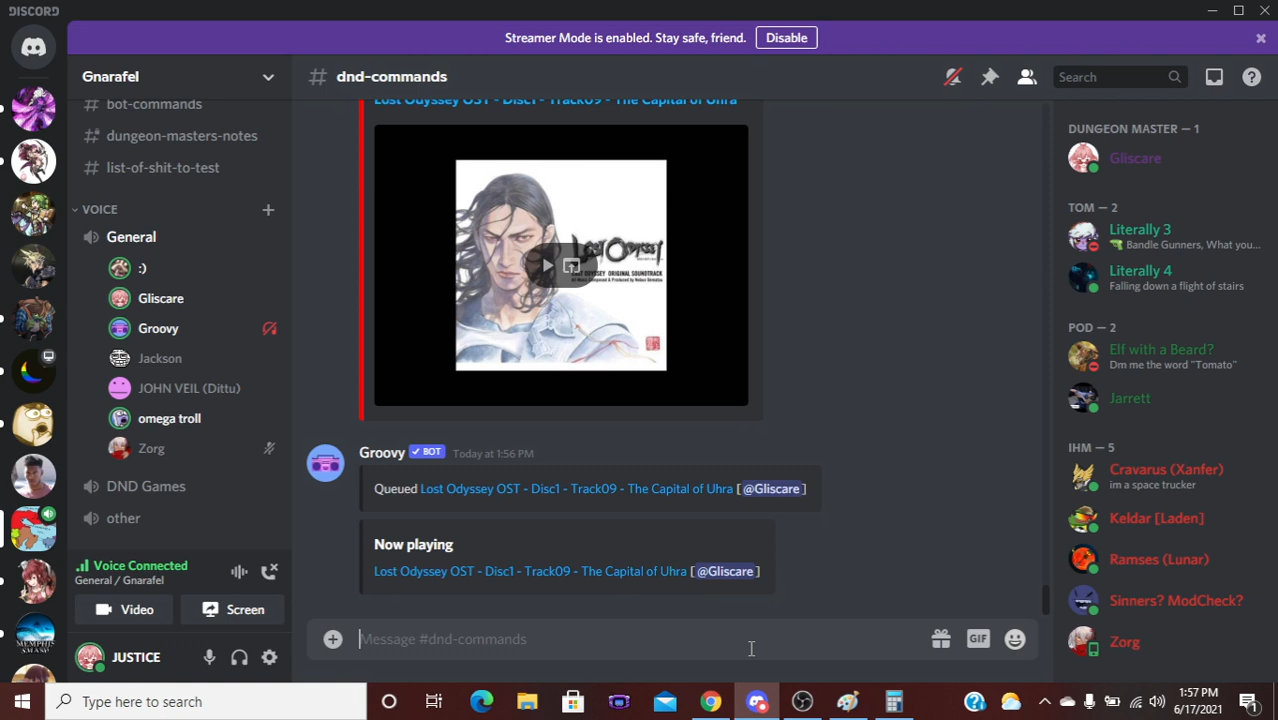 DISCORD
Streamer Mode is enabled. Stay safe, friend. Disable
Gnarafel
# dnd-commands
Search
bot-commands
dungeon-masters-notes
list-of-shit-to-test
VOICE
General
:)
Gliscare
Groovy
Jackson
JOHN VEIL (Dittu)
omega troll
Zorg
DND Games
other
Voice Connected
General / Gnarafel
Video
Screen
JUSTICE
Lost Odyssey OST - Disc1 - Track09 - The Capital of Uhra
LOST ODYSSEY
LOST ODYSSEY ORIGINAL SOUNDTRACK
Groovy BOT Today at 1:56 PM
Queued Lost Odyssey OST - Disc1 - Track09 - The Capital of Uhra [@Gliscare]
Now playing
Lost Odyssey OST - Disc1 - Track09 - The Capital of Uhra [@Gliscare]
Message #dnd-commands
GIF
DUNGEON MASTER — 1
Gliscare
TOM — 2
Literally 3
Bandle Gunners, What you...
Literally 4
Falling down a flight of stairs
POD — 2
Elf with a Beard?
Dm me the word "Tomato"
Jarrett
IHM — 5
Cravarus (Xanfer)
im a space trucker
Keldar [Laden]
Ramses (Lunar)
Sinners? ModCheck?
Zorg
Type here to search
1:57 PM
6/17/2021
1